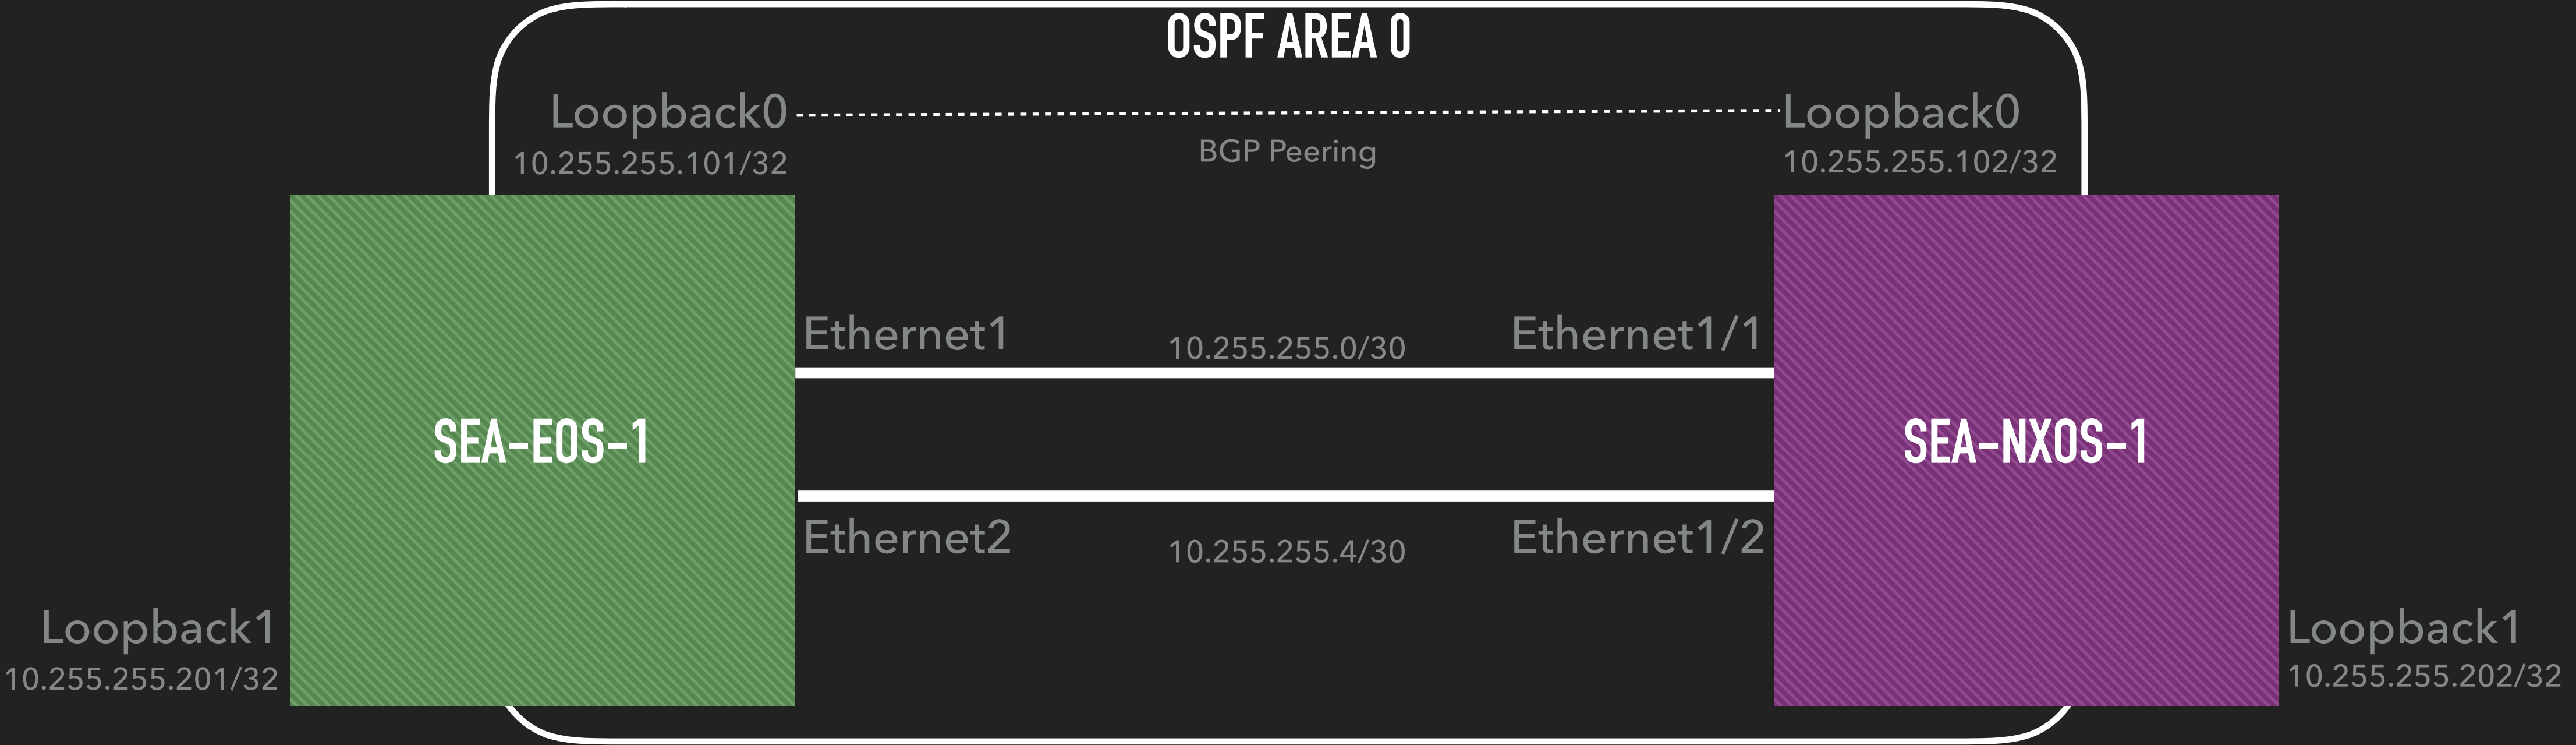 OSPF AREA 0
Loopback0
10.255.255.101/32
BGP Peering
Loopback0
10.255.255.102/32
Ethernet1
10.255.255.0/30
Ethernet1/1
SEA-EOS-1
SEA-NXOS-1
Ethernet2
10.255.255.4/30
Ethernet1/2
Loopback1
10.255.255.201/32
Loopback1
10.255.255.202/32